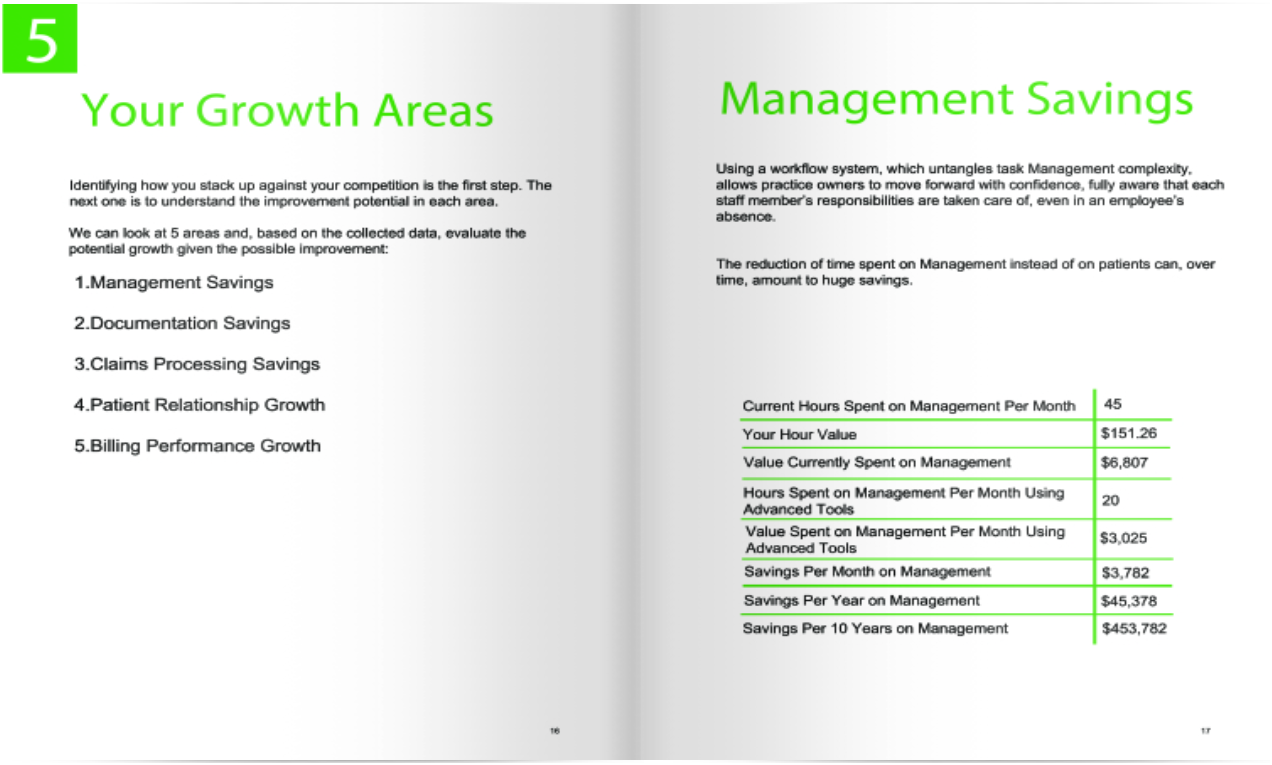 5
Your Growth Areas
Identifying how you stack up against your competition is the first step. The
next one is to understand the improvement potential in each area.
We can look at 5 areas and, based on the collected data, evaluate the
potential growth given the possible improvement:
1.Management Savings
2.Documentation Savings
3.Claims Processing Savings
4.Patient Relationship Growth
5.Billing Performance Growth
16
Management Savings
Using a workflow system, which untangles task Management complexity,
allows practice owners to move forward with confidence, fully aware that each
staff member's responsibilities are taken care of, even in an employee's
absence.
The reduction of time spent on Management instead of on patients can, over
time, amount to huge savings.
Current Hours Spent on Management Per Month 45
Your Hour Value $151.26
Value Currently Spent on Management $6,807
Hours Spent on Management Per Month Using
Advanced Tools 20
Value Spent on Management Per Month Using
Advanced Tools $3,025
Savings Per Month on Management $3,782
Savings Per Year on Management $45,378
Savings Per 10 Years on Management $453,782
17